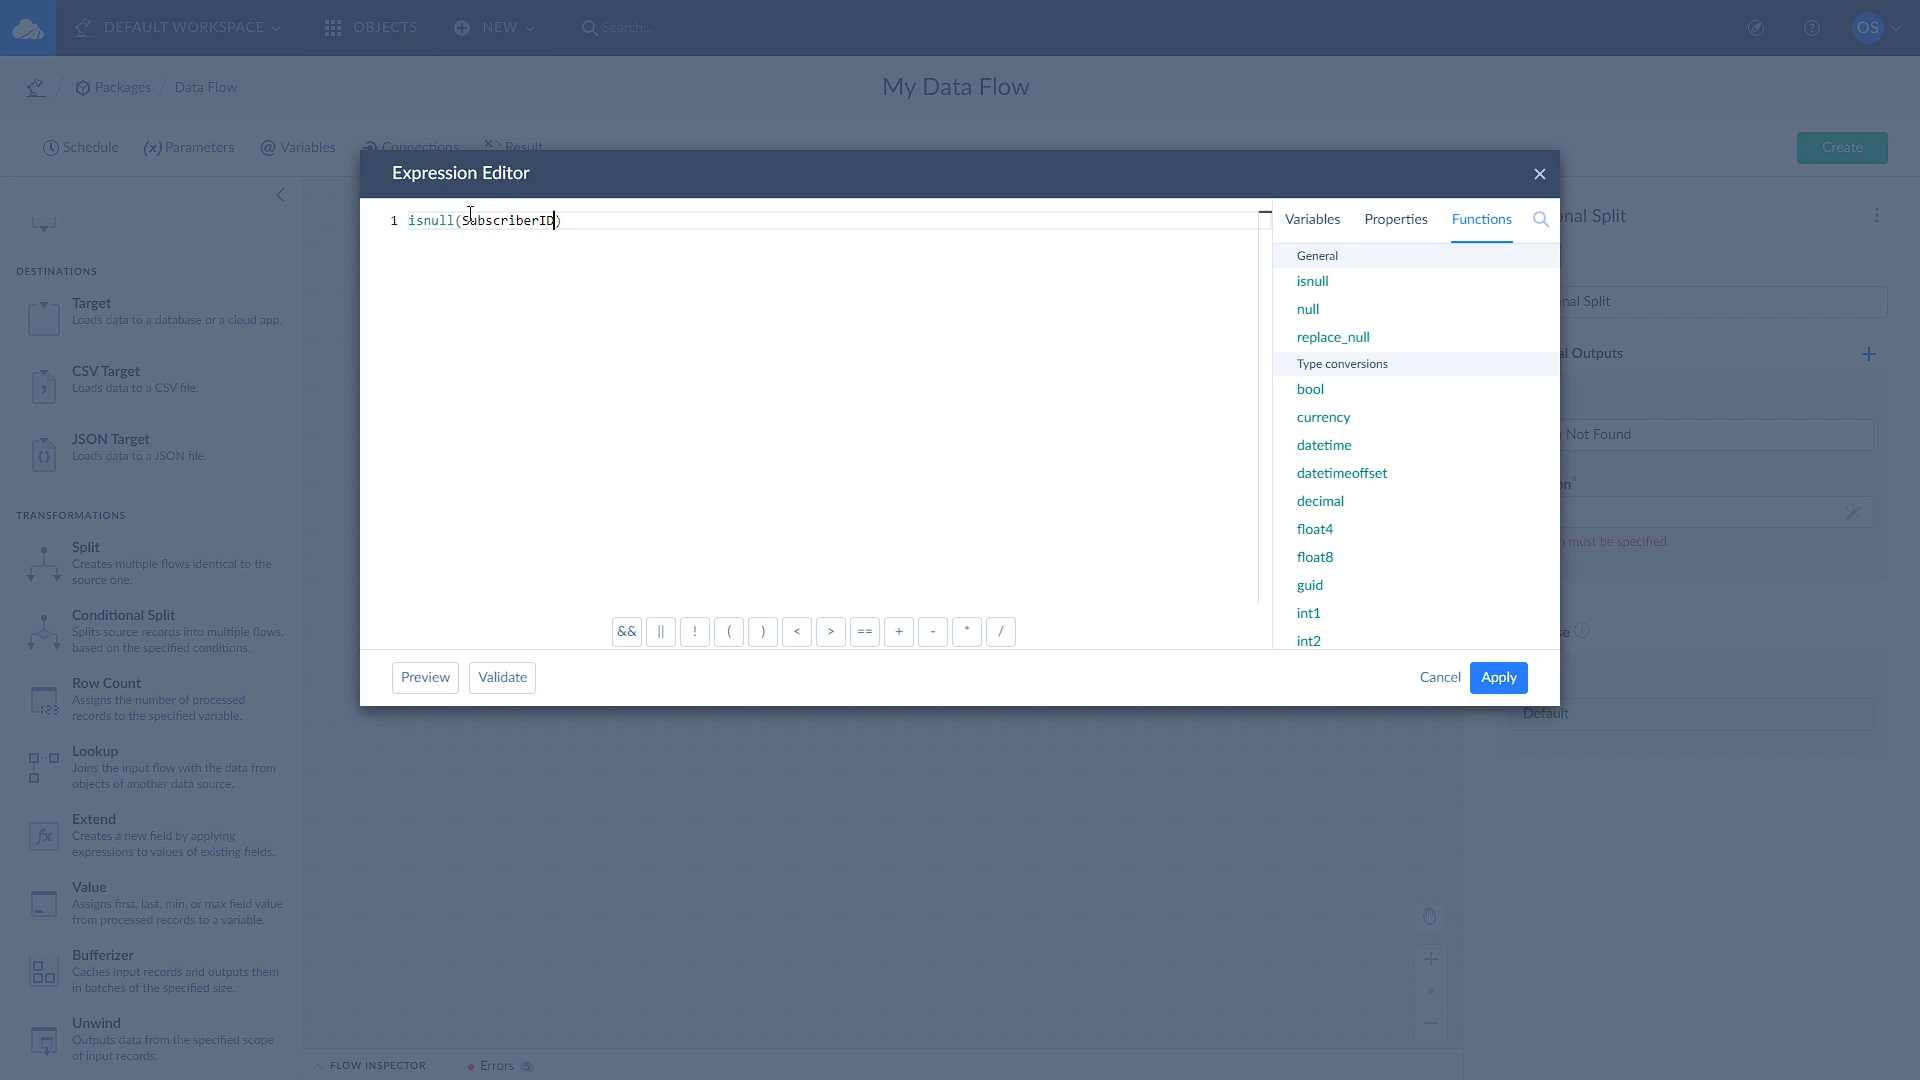 DEFAULT WORKSPACE
OBJECTS
NEW
Search...
OS
Packages / Data Flow
My Data Flow
Schedule
(x) Parameters
@ Variables
Connections
Result
Create
DESTINATIONS
Target
Loads data to a database or a cloud app.
CSV Target
Loads data to a CSV file.
JSON Target
Loads data to a JSON file.
TRANSFORMATIONS
Split
Creates multiple flows identical to the
source one.
Conditional Split
Splits source records into multiple flows,
based on the specified conditions.
Row Count
Assigns the number of processed
records to the specified variable.
Lookup
Joins the input flow with the data from
objects of another data source.
Extend
Creates a new field by applying
expressions to values of existing fields.
Value
Assigns first, last, min, or max field value
from processed records to a variable.
Bufferizer
Caches input records and outputs them
in batches of the specified size.
Unwind
Outputs data from the specified scope
of input records.
Expression Editor
1 isnull(SubscriberID)
&& || ! ( ) < > == + - * /
Variables
Properties
Functions
General
isnull
null
replace_null
Type conversions
bool
currency
datetime
datetimeoffset
decimal
float4
float8
guid
int1
int2
Preview
Validate
Cancel
Apply
Split
Split
Outputs
Not Found
must be specified.
Default
FLOW INSPECTOR
Errors 5